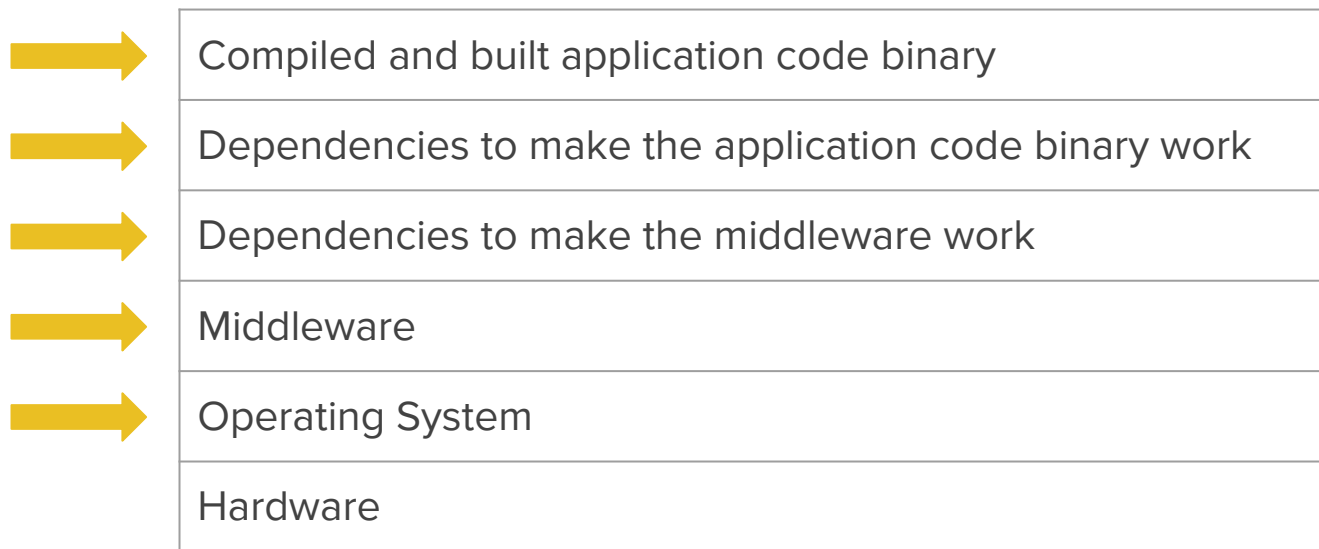 Compiled and built application code binary
Dependencies to make the application code binary work
Dependencies to make the middleware work
Middleware
Operating System
Hardware